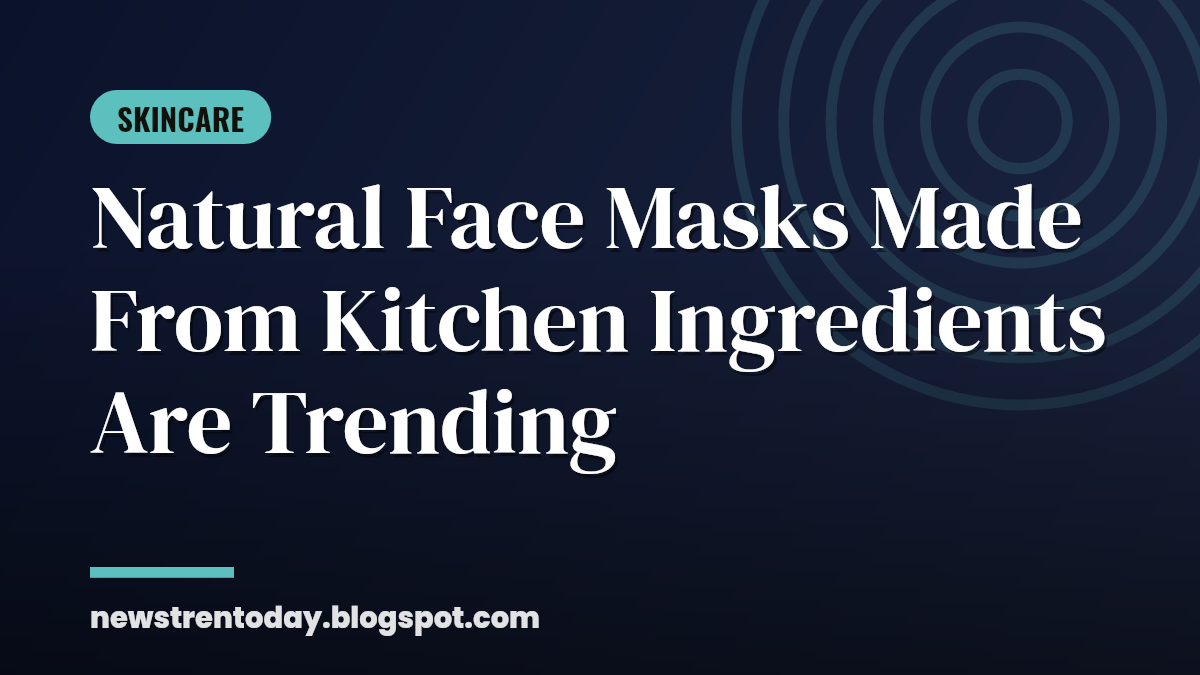 SKINCARE
Natural Face Masks Made
From Kitchen Ingredients
Are Trending
newstrentoday.blogspot.com